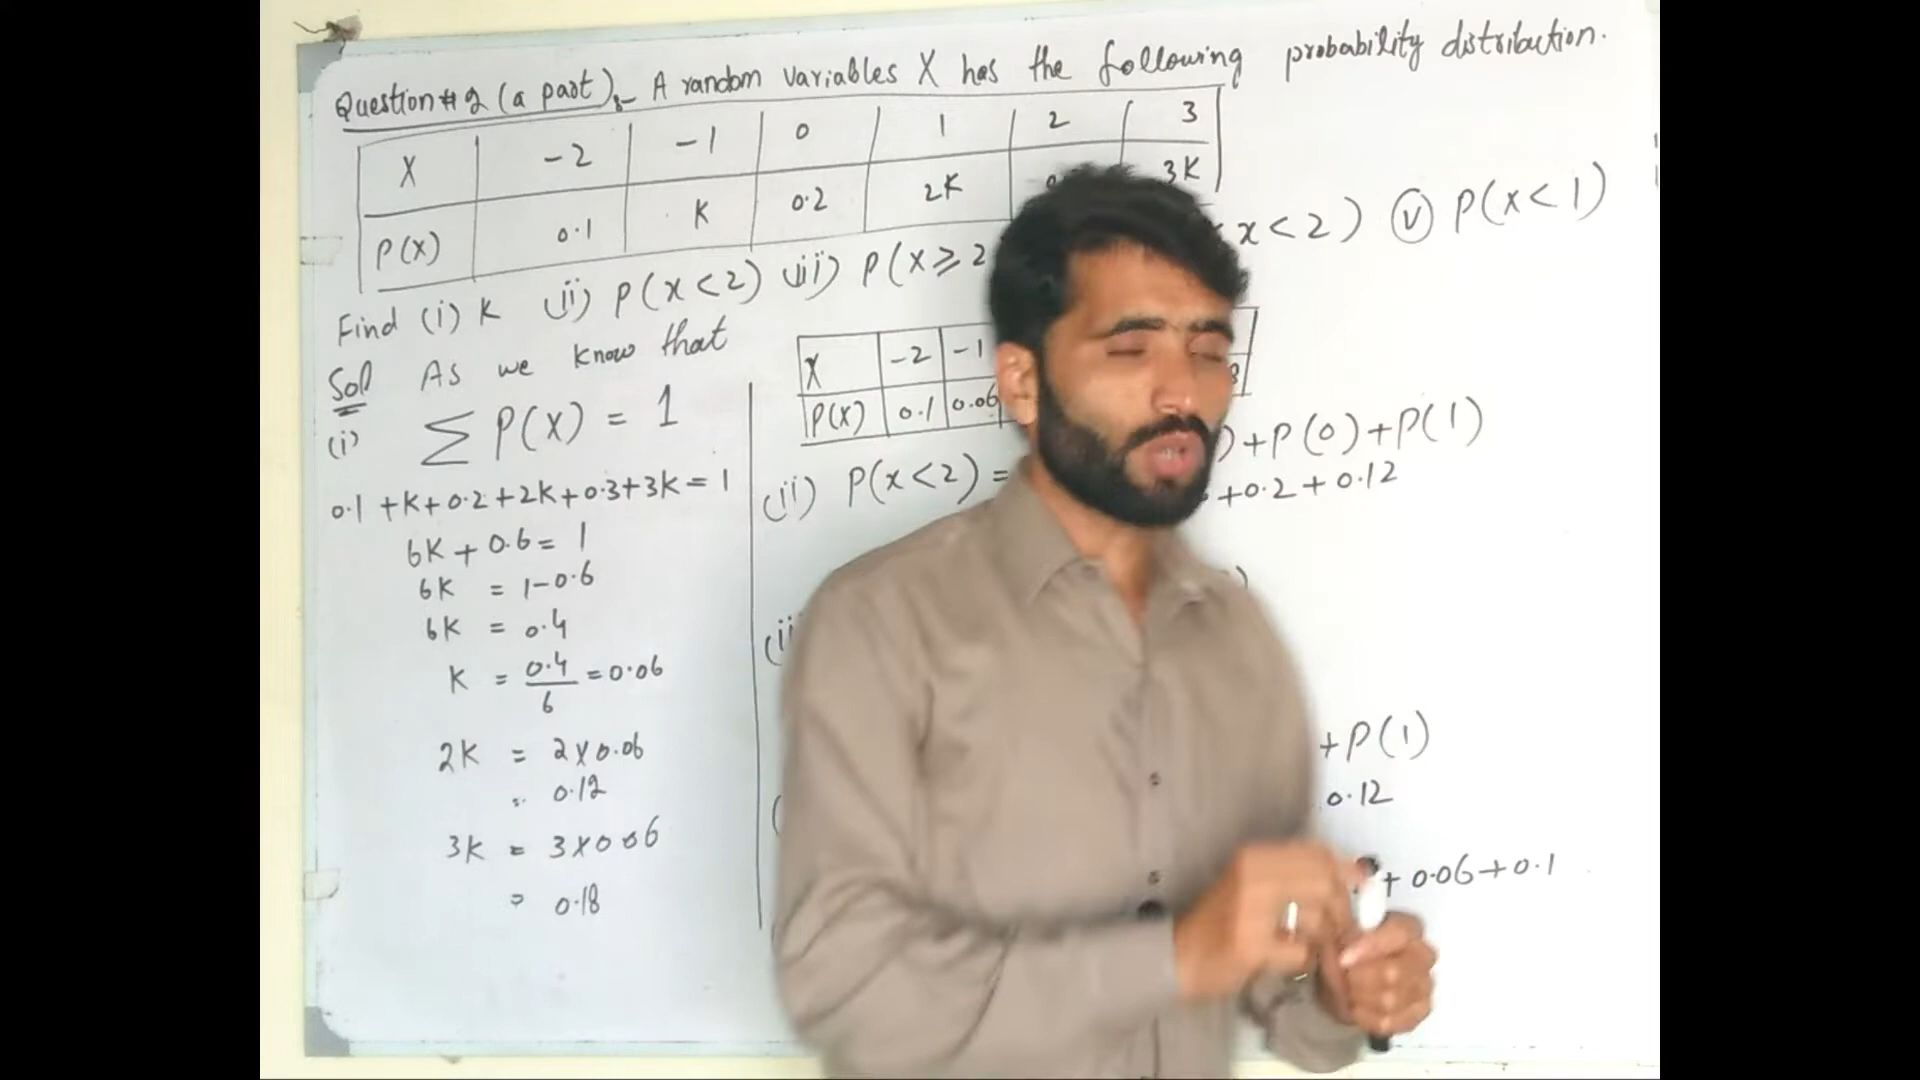 Question#2 (a part):- A random variables X has the following probability distribution.
X -2 -1 0 1 2 3
P(X) 0.1 K 0.2 2K 3K
Find (i) K (ii) P(x<2) (iii) P(X≥2 x<2) (v) P(x<1)
Sol As we know that
(i) ∑ P(X) = 1
0.1+K+0.2+2K+0.3+3K=1
6K+0.6=1
6K = 1-0.6
6K = 0.4
K = 0.4/6 = 0.06
2K = 2×0.06
= 0.12
3K = 3×0.06
= 0.18
X -2 -1
P(X) 0.1 0.06
(ii) P(x<2) = )+P(0)+P(1)
+0.2+0.12
+P(1)
0.12
+0.06+0.1